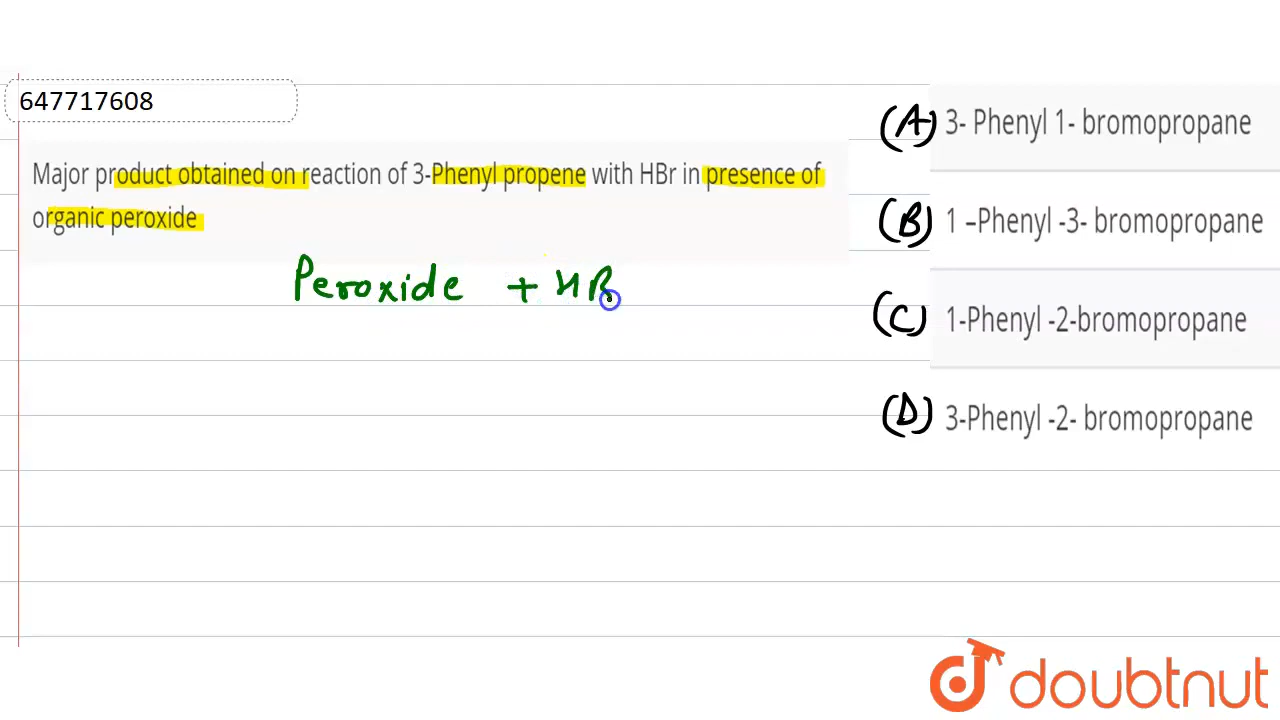 647717608
Major product obtained on reaction of 3-Phenyl propene with HBr in presence of
organic peroxide
Peroxide + HB
(A) 3- Phenyl 1- bromopropane
(B) 1 –Phenyl -3- bromopropane
(C) 1-Phenyl -2-bromopropane
(D) 3-Phenyl -2- bromopropane
doubtnut